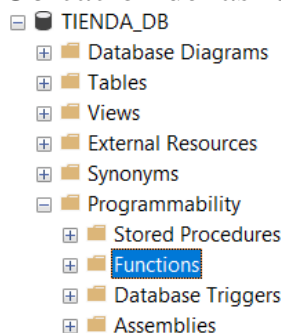 TIENDA_DB
Database Diagrams
Tables
Views
External Resources
Synonyms
Programmability
Stored Procedures
Functions
Database Triggers
Assemblies